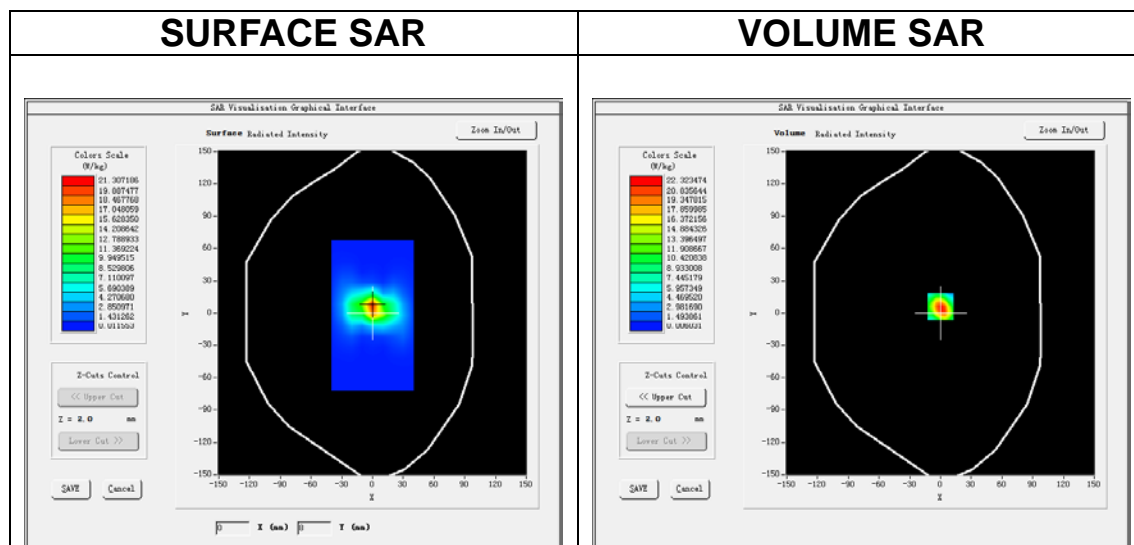 SURFACE SAR
VOLUME SAR
SAR Visualisation Graphical Interface
Surface Radiated Intensity
Zoom In/Out
Colors Scale
(W/kg)
21.307186
19.887477
18.467768
17.048059
15.628350
14.208642
12.788933
11.369224
9.949515
8.529806
7.110097
5.690389
4.270680
2.850971
1.431262
0.011553
Z-Cuts Control
<< Upper Cut
Z = 2.0 mm
Lower Cut >>
SAVE
Cancel
150
120
90
60
30
0
-30
-60
-90
-120
-150
Y
-150 -120 -90 -60 -30 0 30 60 90 120 150
X
0 X (mm) 0 Y (mm)
SAR Visualisation Graphical Interface
Volume Radiated Intensity
Zoom In/Out
Colors Scale
(W/kg)
22.323474
20.835644
19.347815
17.859985
16.372156
14.884326
13.396497
11.908667
10.420838
8.933008
7.445179
5.957349
4.469520
2.981690
1.493861
0.006031
Z-Cuts Control
<< Upper Cut
Z = 2.0 mm
Lower Cut >>
SAVE
Cancel
150
120
90
60
30
0
-30
-60
-90
-120
-150
Y
-150 -120 -90 -60 -30 0 30 60 90 120 150
X